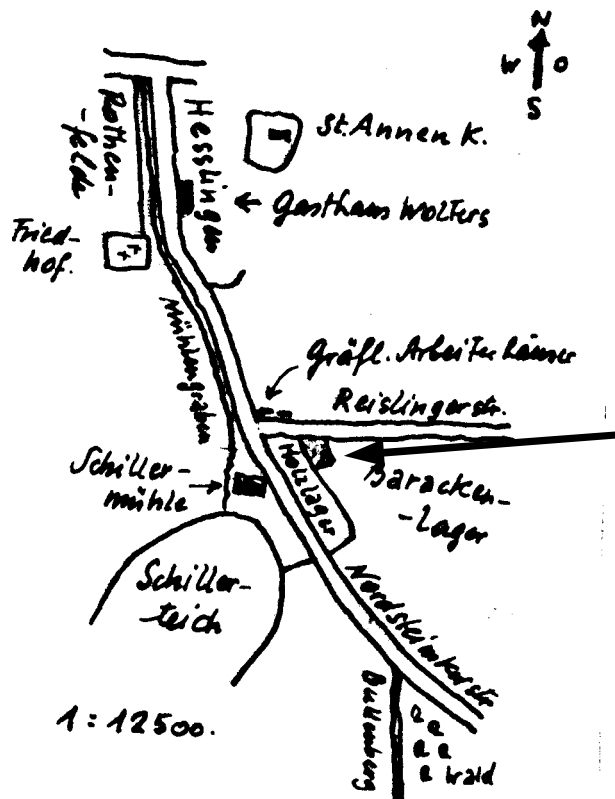 N
W O
S
Rothen-
-felde
Hesslingen
St. Annen K.
← Gasthaus Wolters
Fried-
hof.
Mühlengraben
Gräfl. Arbeiterhäuser
Reislingerstr.
Schiller-
mühle
Holzlager
Baracken-
-Lager
Schiller-
teich
Nordsteimkerstr
1 = 12500.
Bullenberg
Wald